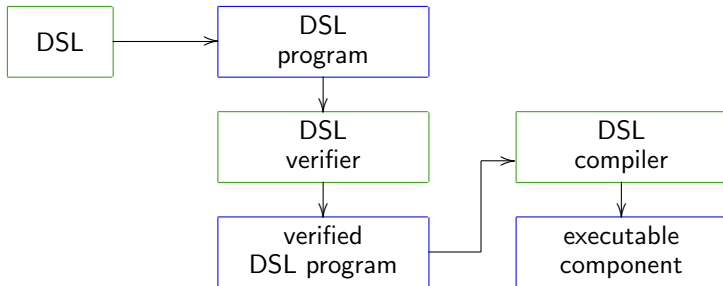 DSL
DSL
program
DSL
verifier
verified
DSL program
DSL
compiler
executable
component